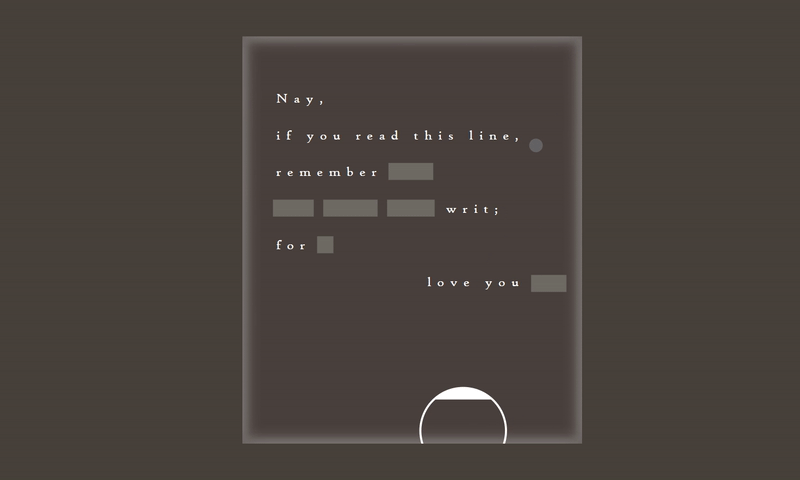 Nay,
if you read this line,
remember
writ;
for
love you